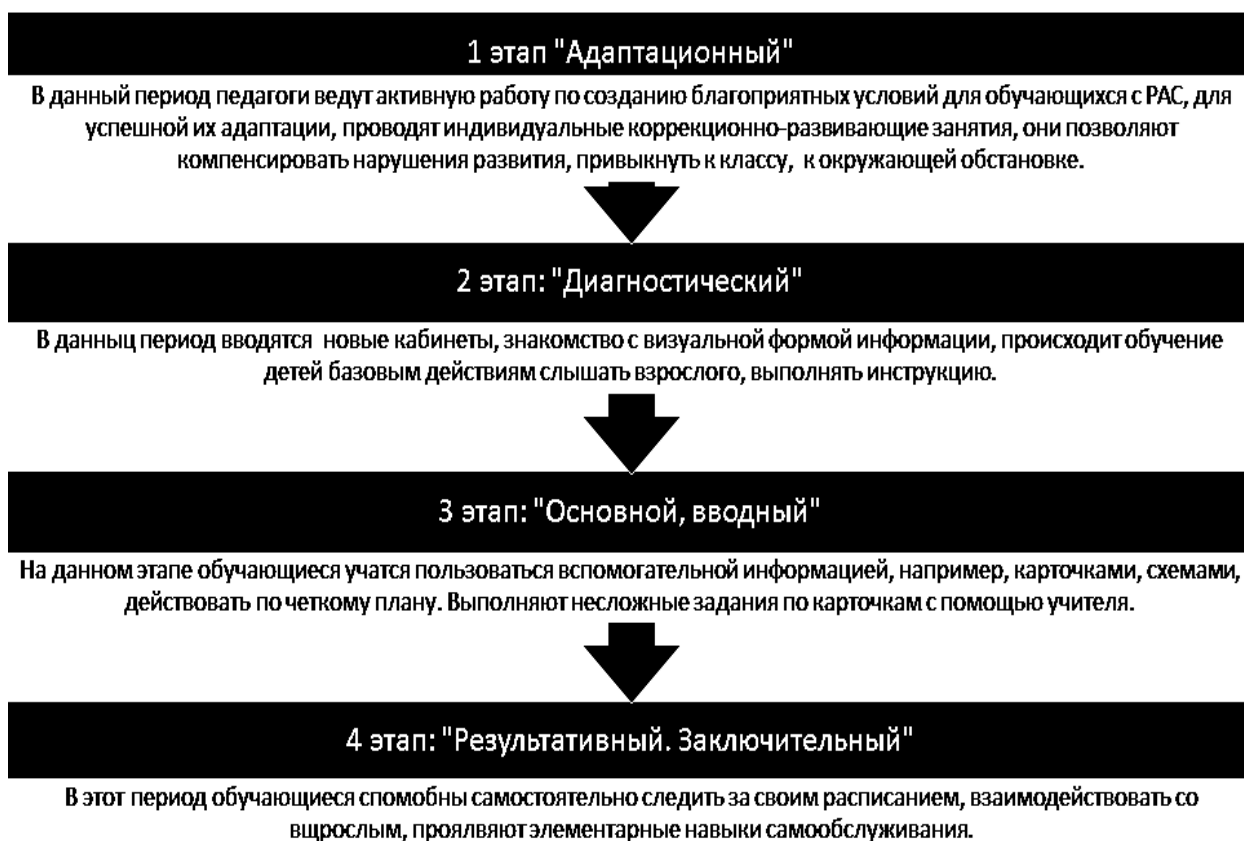 1 этап "Адаптационный"
В данный период педагоги ведут активную работу по созданию благоприятных условий для обучающихся с РАС, для
успешной их адаптации, проводят индивидуальные коррекционно-развивающие занятия, они позволяют
компенсировать нарушения развития, привыкнуть к классу, к окружающей обстановке.
2 этап: "Диагностический"
В данныц период вводятся новые кабинеты, знакомство с визуальной формой информации, происходит обучение
детей базовым действиям слышать взрослого, выполнять инструкцию.
3 этап: "Основной, вводный"
На данном этапе обучающиеся учатся пользоваться вспомогательной информацией, например, карточками, схемами,
действовать по четкому плану. Выполняют несложные задания по карточкам с помощью учителя.
4 этап: "Результативный. Заключительный"
В этот период обучающиеся спомобны самостоятельно следить за своим расписанием, взаимодействовать со
вщрослым, проялвяют элементарные навыки самообслуживания.